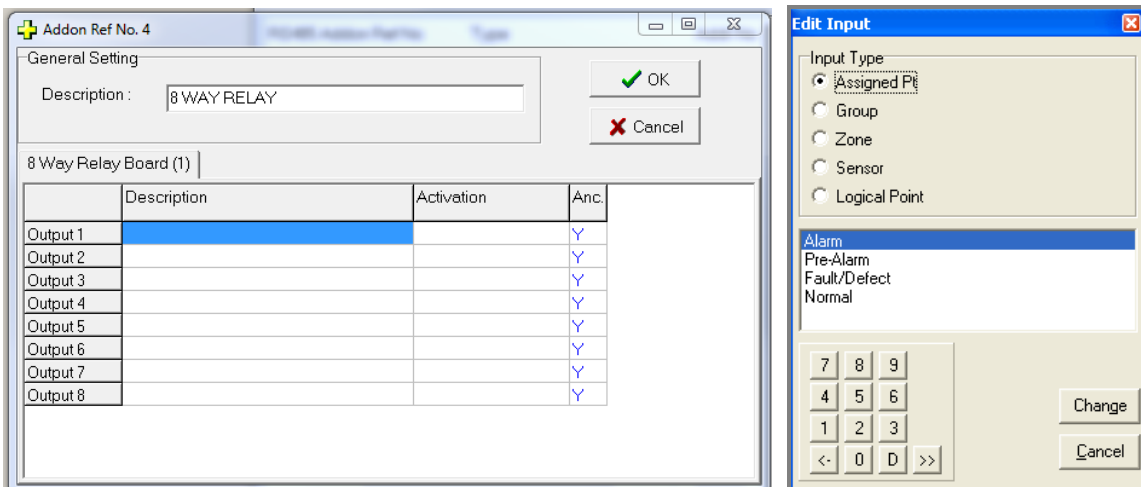 Addon Ref No. 4
General Setting
Description :
8 WAY RELAY
OK
Cancel
8 Way Relay Board (1)
Description Activation Anc.
Output 1 Y
Output 2 Y
Output 3 Y
Output 4 Y
Output 5 Y
Output 6 Y
Output 7 Y
Output 8 Y
Edit Input
Input Type
Assigned Pt
Group
Zone
Sensor
Logical Point
Alarm
Pre-Alarm
Fault/Defect
Normal
7 8 9
4 5 6
1 2 3
<- 0 D >>
Change
Cancel